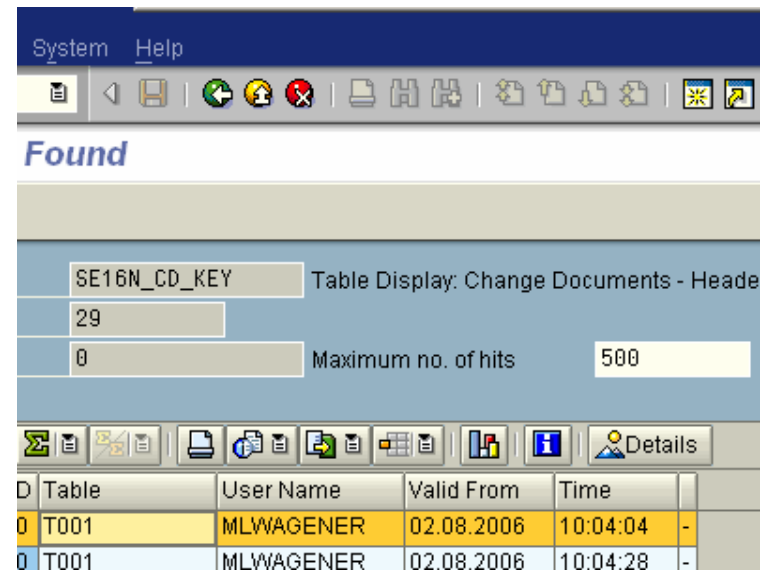 System Help
Found
SE16N_CD_KEY Table Display: Change Documents - Heade
29
0 Maximum no. of hits 500
Details
D Table User Name Valid From Time
0 T001 MLWAGENER 02.08.2006 10:04:04 -
0 T001 MLWAGENER 02.08.2006 10:04:28 -